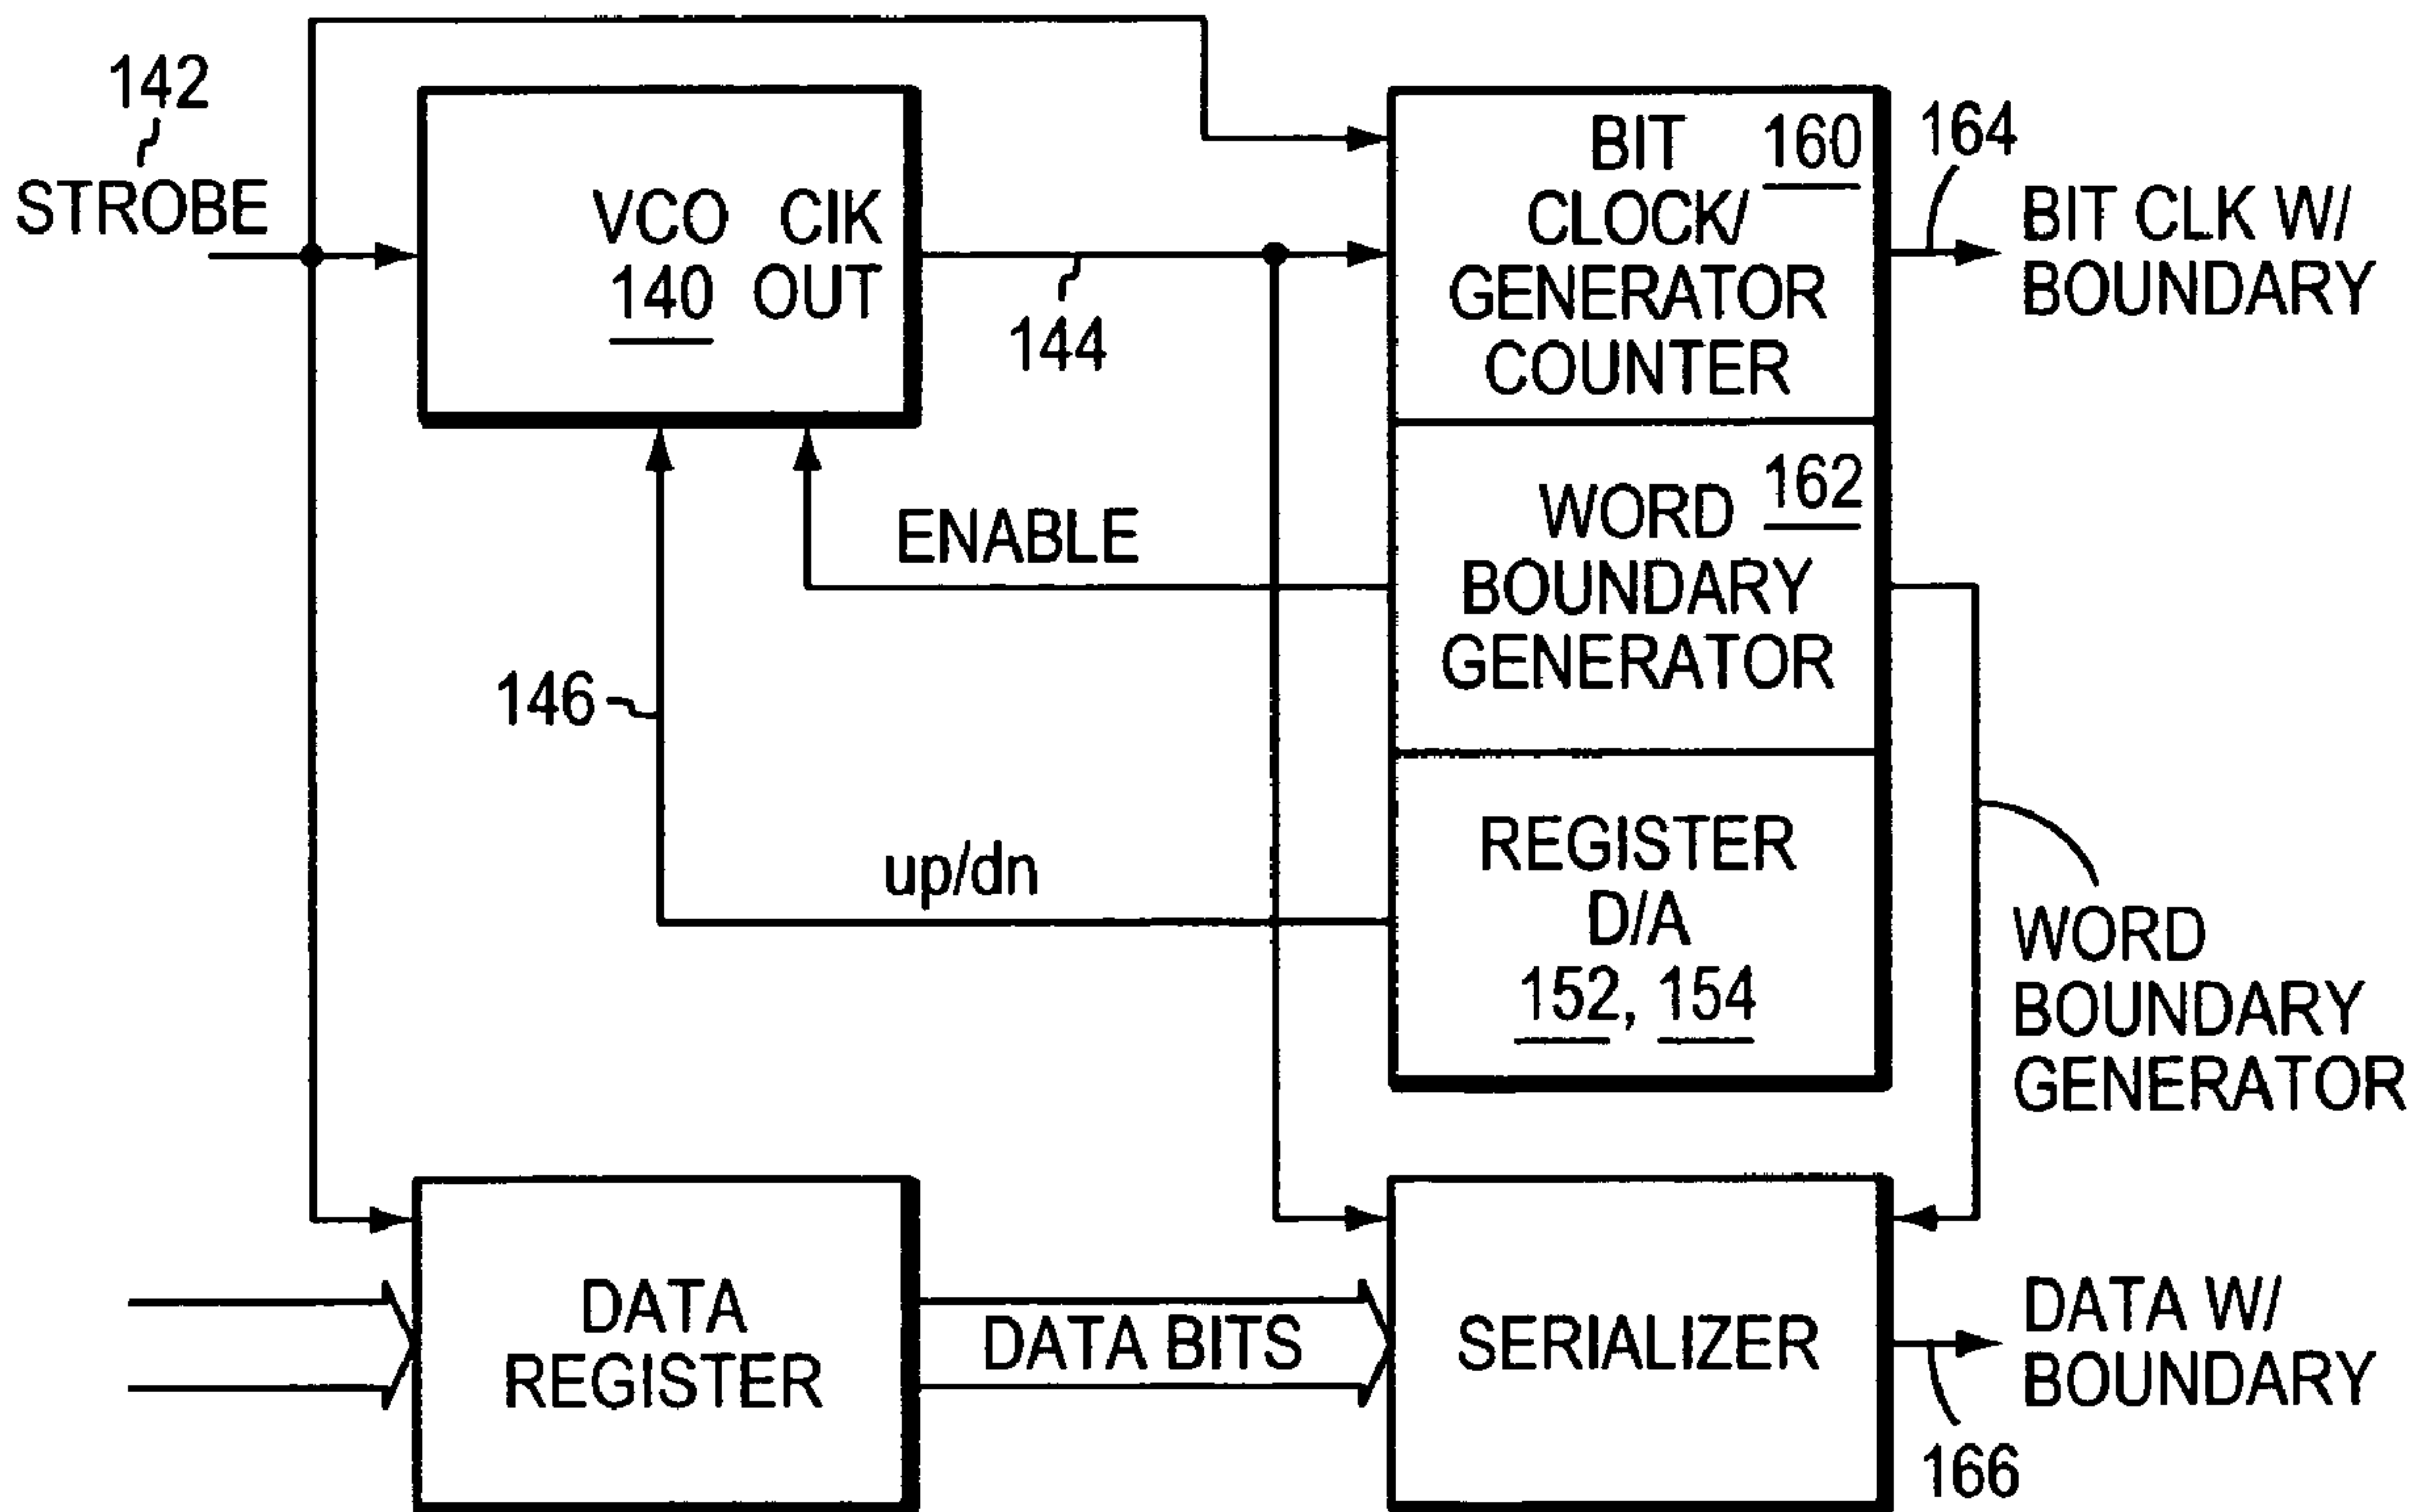 142
STROBE
VCO CIK
140 OUT
144
BIT 160
CLOCK/
GENERATOR
COUNTER
164
BIT CLK W/
BOUNDARY
ENABLE
WORD 162
BOUNDARY
GENERATOR
146
up/dn
REGISTER
D/A
152, 154
WORD
BOUNDARY
GENERATOR
DATA
REGISTER
DATA BITS
SERIALIZER
DATA W/
BOUNDARY
166